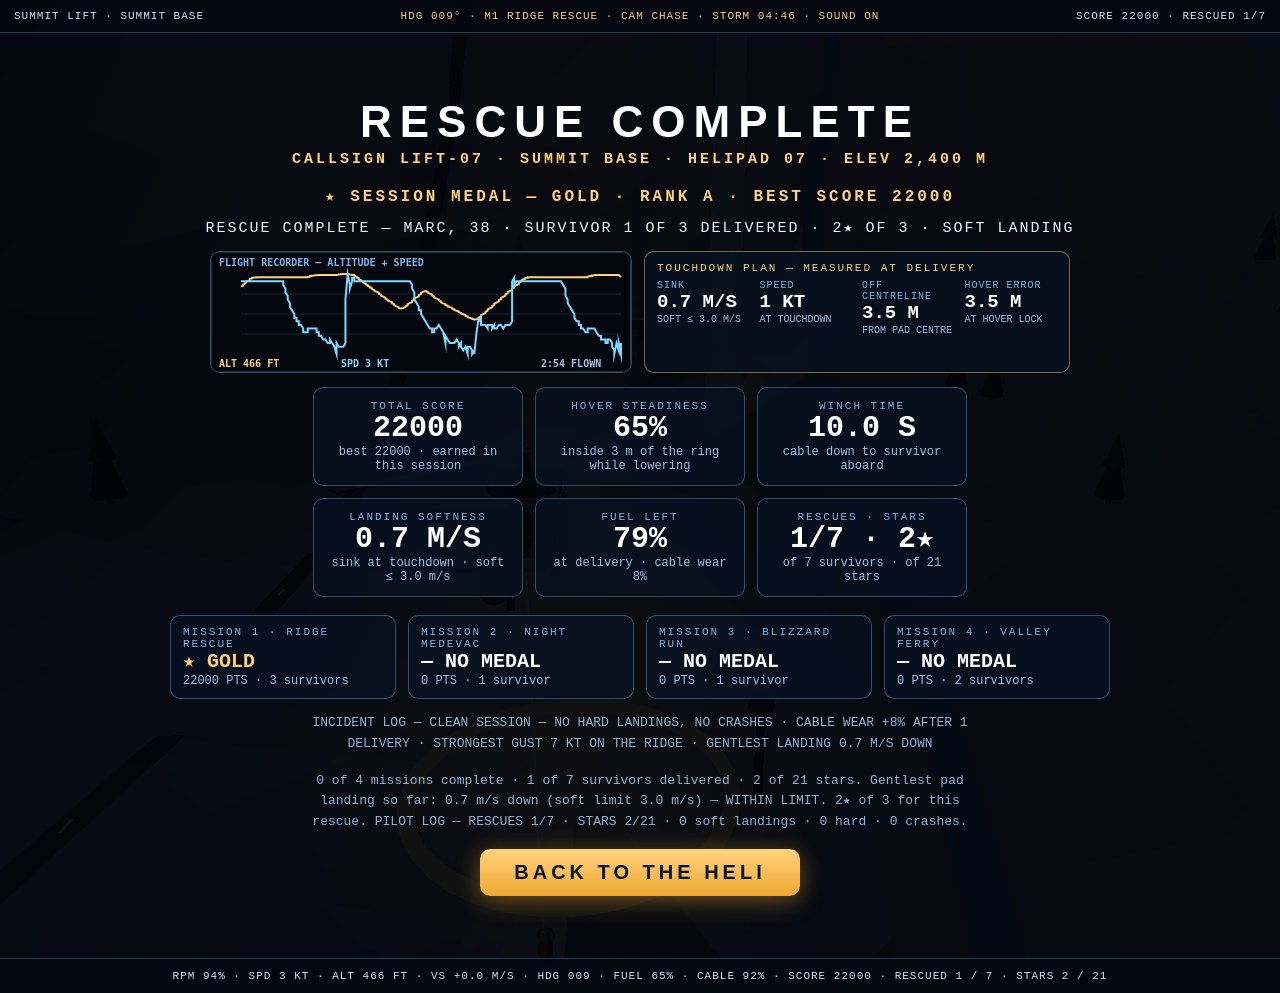 SUMMIT LIFT · SUMMIT BASE
HDG 009° · M1 RIDGE RESCUE · CAM CHASE · STORM 04:46 · SOUND ON
SCORE 22000 · RESCUED 1/7
RESCUE COMPLETE
CALLSIGN LIFT-07 · SUMMIT BASE · HELIPAD 07 · ELEV 2,400 M
★ SESSION MEDAL — GOLD · RANK A · BEST SCORE 22000
RESCUE COMPLETE — MARC, 38 · SURVIVOR 1 OF 3 DELIVERED · 2★ OF 3 · SOFT LANDING
FLIGHT RECORDER — ALTITUDE + SPEED
ALT 466 FT
SPD 3 KT
2:54 FLOWN
TOUCHDOWN PLAN — MEASURED AT DELIVERY
SINK
0.7 M/S
SOFT ≤ 3.0 M/S
SPEED
1 KT
AT TOUCHDOWN
OFF
CENTRELINE
3.5 M
FROM PAD CENTRE
HOVER ERROR
3.5 M
AT HOVER LOCK
TOTAL SCORE
22000
best 22000 · earned in
this session
HOVER STEADINESS
65%
inside 3 m of the ring
while lowering
WINCH TIME
10.0 S
cable down to survivor
aboard
LANDING SOFTNESS
0.7 M/S
sink at touchdown · soft
≤ 3.0 m/s
FUEL LEFT
79%
at delivery · cable wear
8%
RESCUES · STARS
1/7 · 2★
of 7 survivors · of 21
stars
MISSION 1 · RIDGE
RESCUE
★ GOLD
22000 PTS · 3 survivors
MISSION 2 · NIGHT
MEDEVAC
— NO MEDAL
0 PTS · 1 survivor
MISSION 3 · BLIZZARD
RUN
— NO MEDAL
0 PTS · 1 survivor
MISSION 4 · VALLEY
FERRY
— NO MEDAL
0 PTS · 2 survivors
INCIDENT LOG — CLEAN SESSION — NO HARD LANDINGS, NO CRASHES · CABLE WEAR +8% AFTER 1
DELIVERY · STRONGEST GUST 7 KT ON THE RIDGE · GENTLEST LANDING 0.7 M/S DOWN
0 of 4 missions complete · 1 of 7 survivors delivered · 2 of 21 stars. Gentlest pad
landing so far: 0.7 m/s down (soft limit 3.0 m/s) — WITHIN LIMIT. 2★ of 3 for this
rescue. PILOT LOG — RESCUES 1/7 · STARS 2/21 · 0 soft landings · 0 hard · 0 crashes.
BACK TO THE HELI
RPM 94% · SPD 3 KT · ALT 466 FT · VS +0.0 M/S · HDG 009 · FUEL 65% · CABLE 92% · SCORE 22000 · RESCUED 1 / 7 · STARS 2 / 21